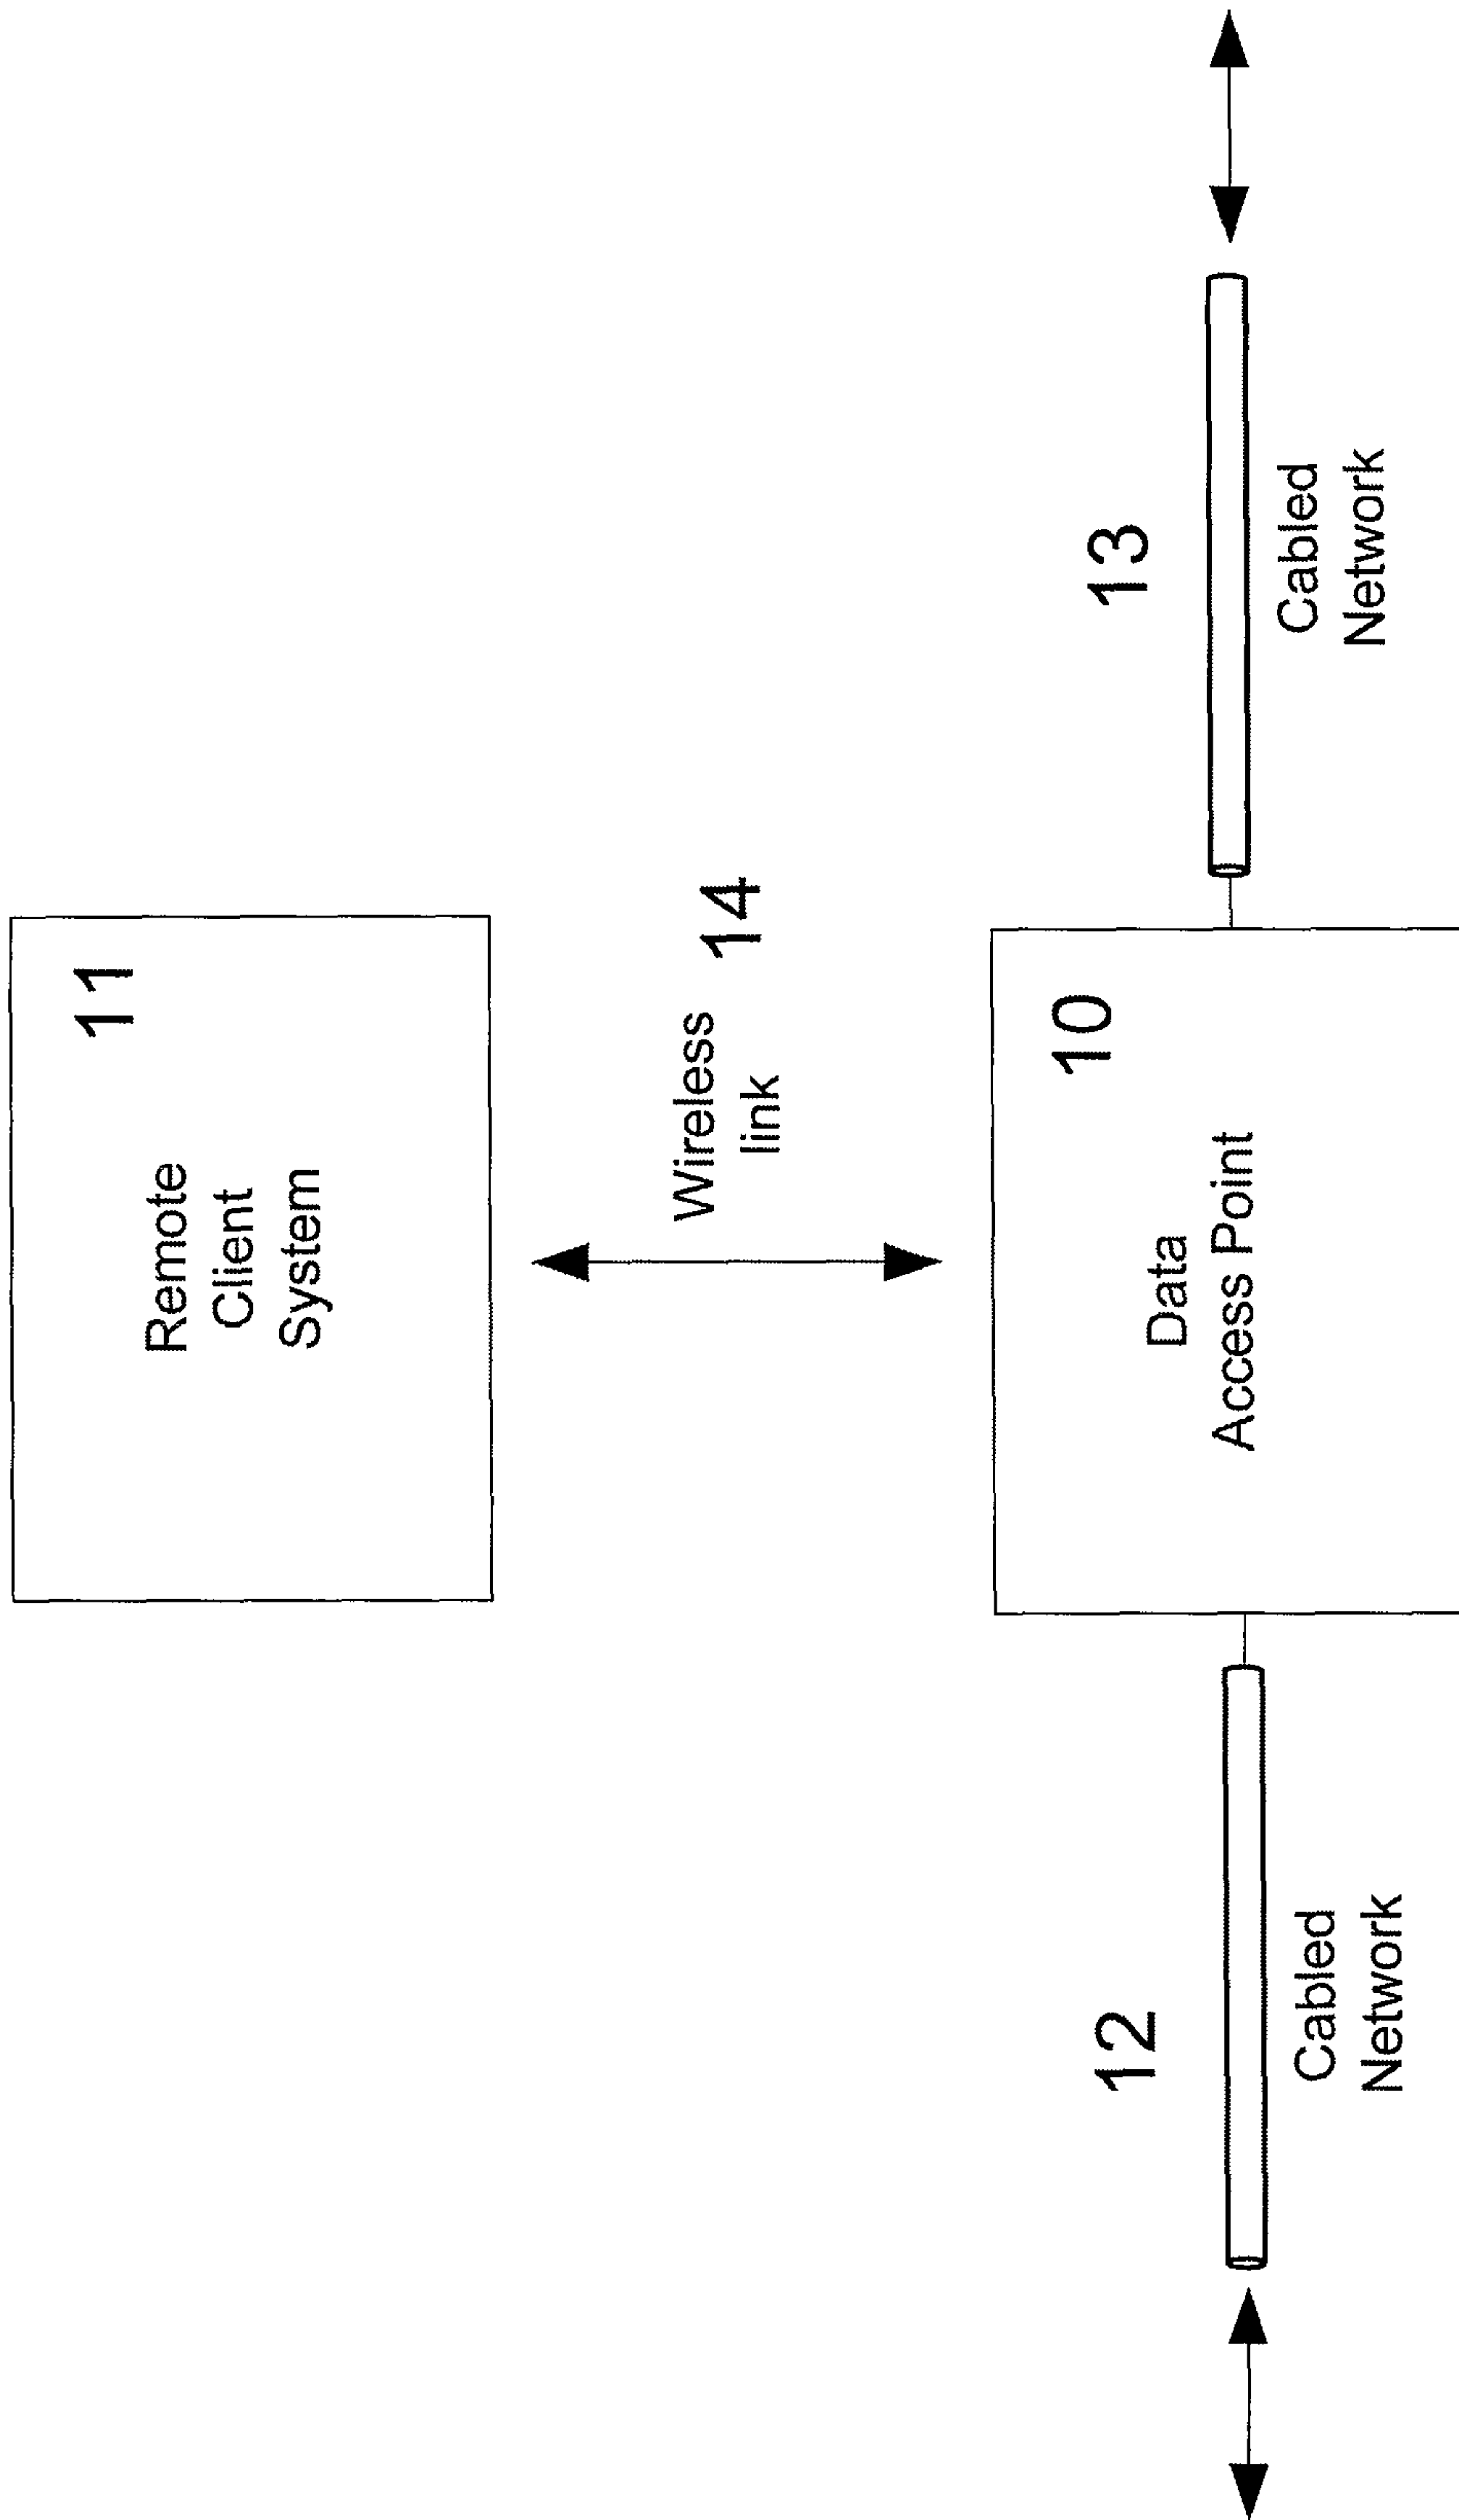 11
Remote
Client
System
Wireless
link
14
10
Data
Access Point
12
Cabled
Network
13
Cabled
Network